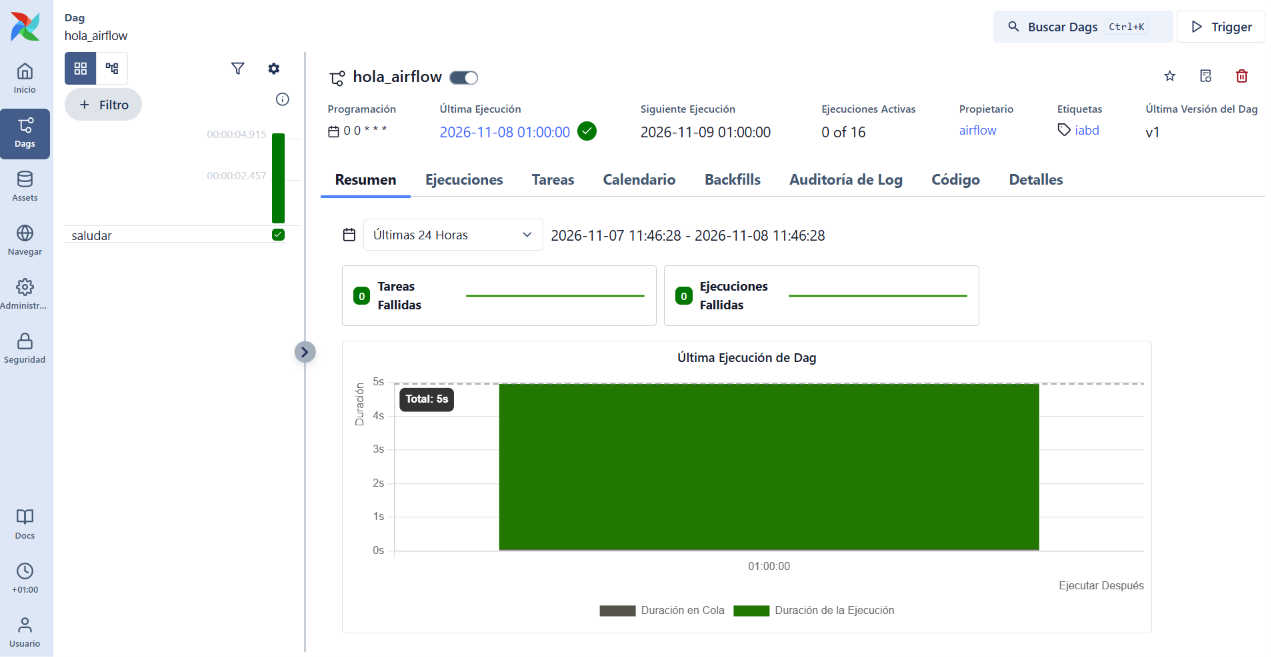 Dag
hola_airflow
Buscar Dags Ctrl+K
Trigger
Inicio
Dags
Assets
Navegar
Administr...
Seguridad
Docs
+01:00
Usuario
Filtro
00:00:04.915
00:00:02.457
saludar
hola_airflow
Programación
0 0 * * *
Última Ejecución
2026-11-08 01:00:00
Siguiente Ejecución
2026-11-09 01:00:00
Ejecuciones Activas
0 of 16
Propietario
airflow
Etiquetas
iabd
Última Versión del Dag
v1
Resumen Ejecuciones Tareas Calendario Backfills Auditoría de Log Código Detalles
Últimas 24 Horas
2026-11-07 11:46:28 - 2026-11-08 11:46:28
0
Tareas
Fallidas
0
Ejecuciones
Fallidas
Última Ejecución de Dag
Duración
5s
4s
3s
2s
1s
0s
Total: 5s
01:00:00
Ejecutar Después
Duración en Cola
Duración de la Ejecución